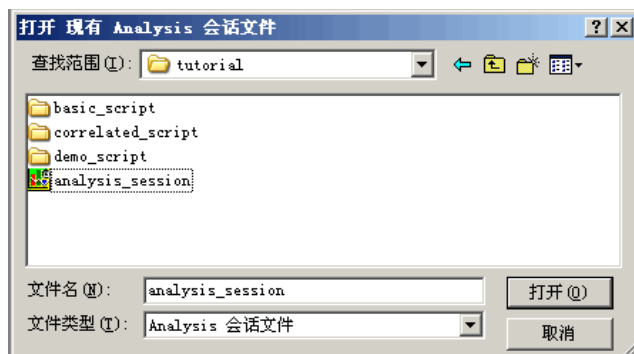 打开 现有 Analysis 会话文件
查找范围(I): tutorial
basic_script
correlated_script
demo_script
analysis_session
文件名(N): analysis_session 打开(O)
文件类型(T): Analysis 会话文件 取消